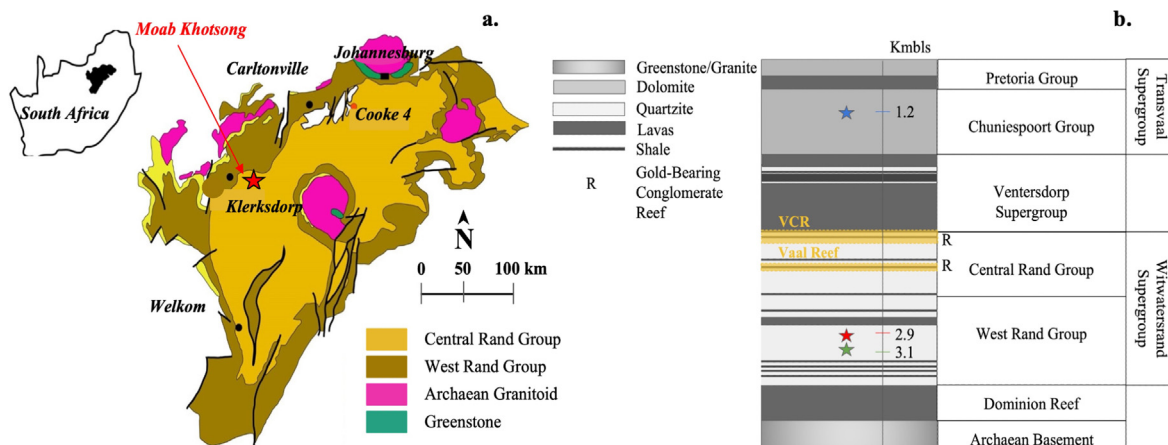 a.
Moab Khotsong
Johannesburg
Carltonville
South Africa
Cooke 4
Klerksdorp
N
0 50 100 km
Welkom
Central Rand Group
West Rand Group
Archaean Granitoid
Greenstone
b.
Kmbls
Greenstone/Granite
Dolomite
Quartzite
Lavas
Shale
R
Gold-Bearing
Conglomerate
Reef
Pretoria Group
1.2
Chuniespoort Group
Transvaal
Supergroup
Ventersdorp
Supergroup
VCR
R
Vaal Reef
R
Central Rand Group
West Rand Group
2.9
3.1
Witwatersrand
Supergroup
Dominion Reef
Archaean Basement